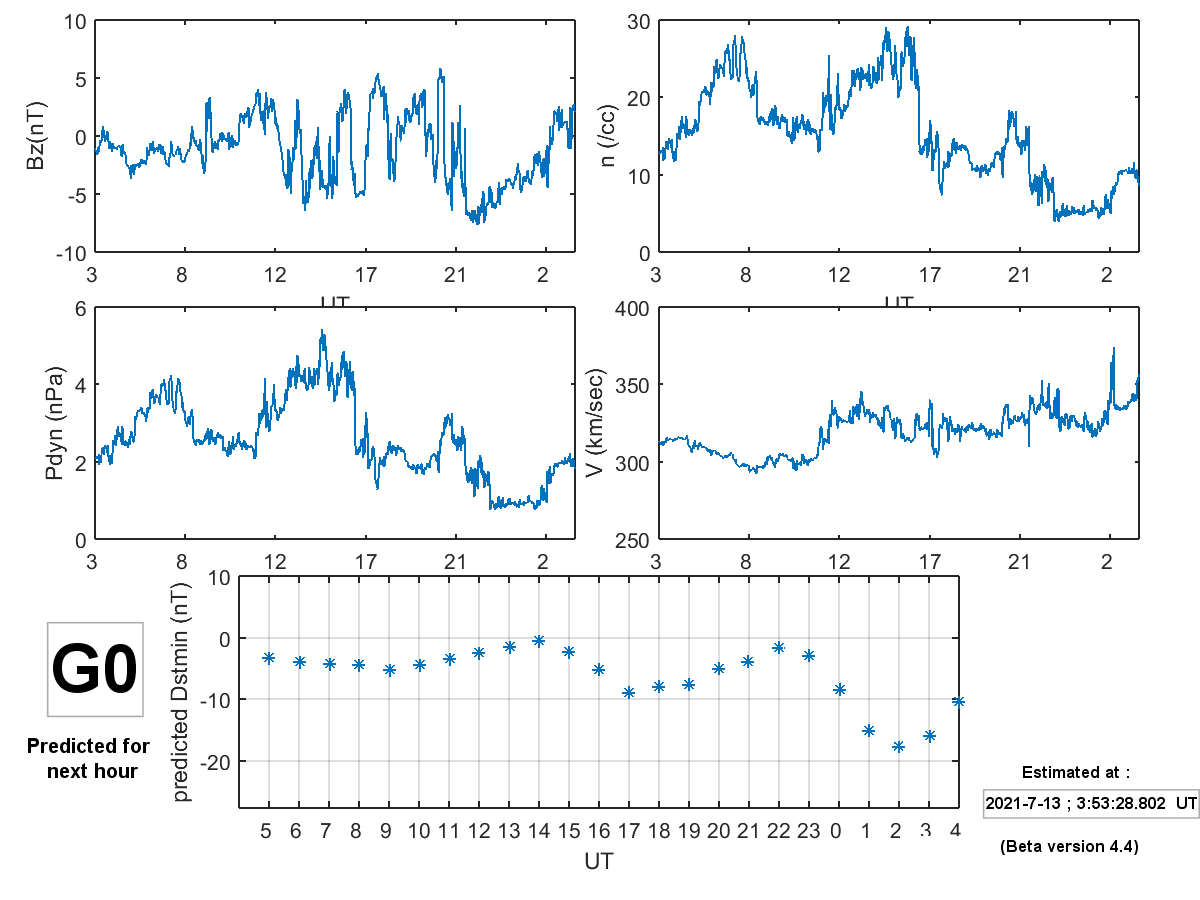 10
5
0
-5
-10
Bz(nT)
3 8 12 17 21 2
UT
30
20
10
0
n (/cc)
3 8 12 17 21 2
UT
6
4
2
0
Pdyn (nPa)
3 8 12 17 21 2
400
350
300
250
V (km/sec)
3 8 12 17 21 2
10
0
-10
-20
predicted Dstmin (nT)
5 6 7 8 9 10 11 12 13 14 15 16 17 18 19 20 21 22 23 0 1 2 3 4
UT
G0
Predicted for
next hour
Estimated at :
2021-7-13 ; 3:53:28.802 UT
(Beta version 4.4)